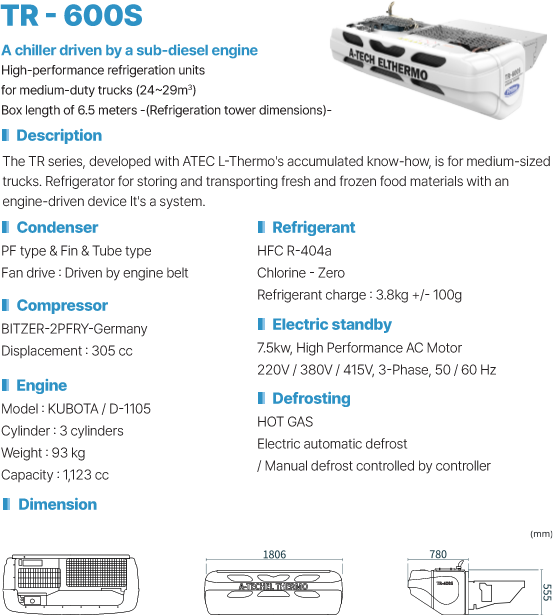 TR - 600S
A-TECH ELTHERMO
TR-600S
A chiller driven by a sub-diesel engine
High-performance refrigeration units
for medium-duty trucks (24~29m³)
Box length of 6.5 meters -(Refrigeration tower dimensions)-
Description
The TR series, developed with ATEC L-Thermo's accumulated know-how, is for medium-sized
trucks. Refrigerator for storing and transporting fresh and frozen food materials with an
engine-driven device It's a system.
Condenser
PF type & Fin & Tube type
Fan drive : Driven by engine belt
Compressor
BITZER-2PFRY-Germany
Displacement : 305 cc
Engine
Model : KUBOTA / D-1105
Cylinder : 3 cylinders
Weight : 93 kg
Capacity : 1,123 cc
Refrigerant
HFC R-404a
Chlorine - Zero
Refrigerant charge : 3.8kg +/- 100g
Electric standby
7.5kw, High Performance AC Motor
220V / 380V / 415V, 3-Phase, 50 / 60 Hz
Defrosting
HOT GAS
Electric automatic defrost
/ Manual defrost controlled by controller
Dimension
(mm)
1806
780
A-TECH EL THERMO
TR-600S
555